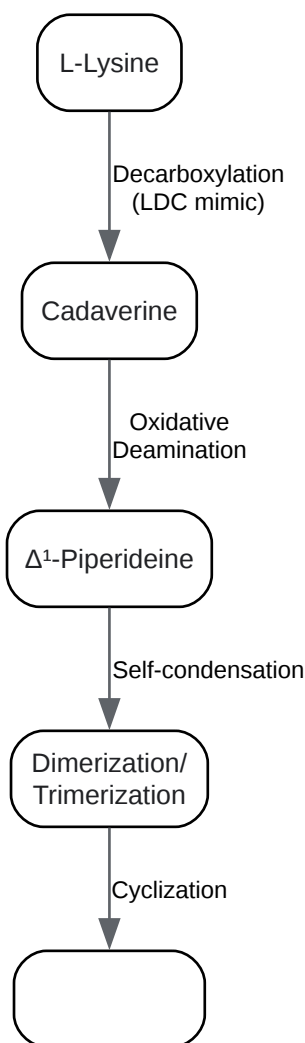 L-Lysine
Decarboxylation
(LDC mimic)
Cadaverine
Oxidative
Deamination
Δ¹-Piperideine
Self-condensation
Dimerization/
Trimerization
Cyclization